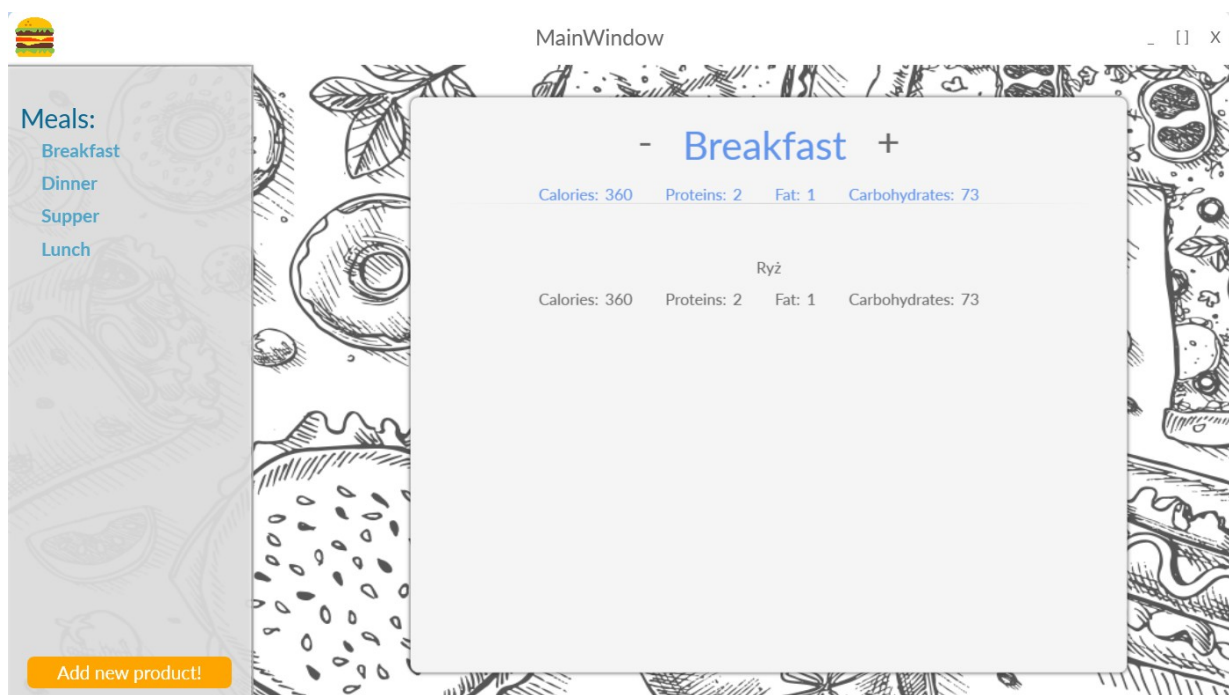 MainWindow
_ [ ] X
Meals:
Breakfast
Dinner
Supper
Lunch
Add new product!
- Breakfast +
Calories: 360 Proteins: 2 Fat: 1 Carbohydrates: 73
Ryż
Calories: 360 Proteins: 2 Fat: 1 Carbohydrates: 73